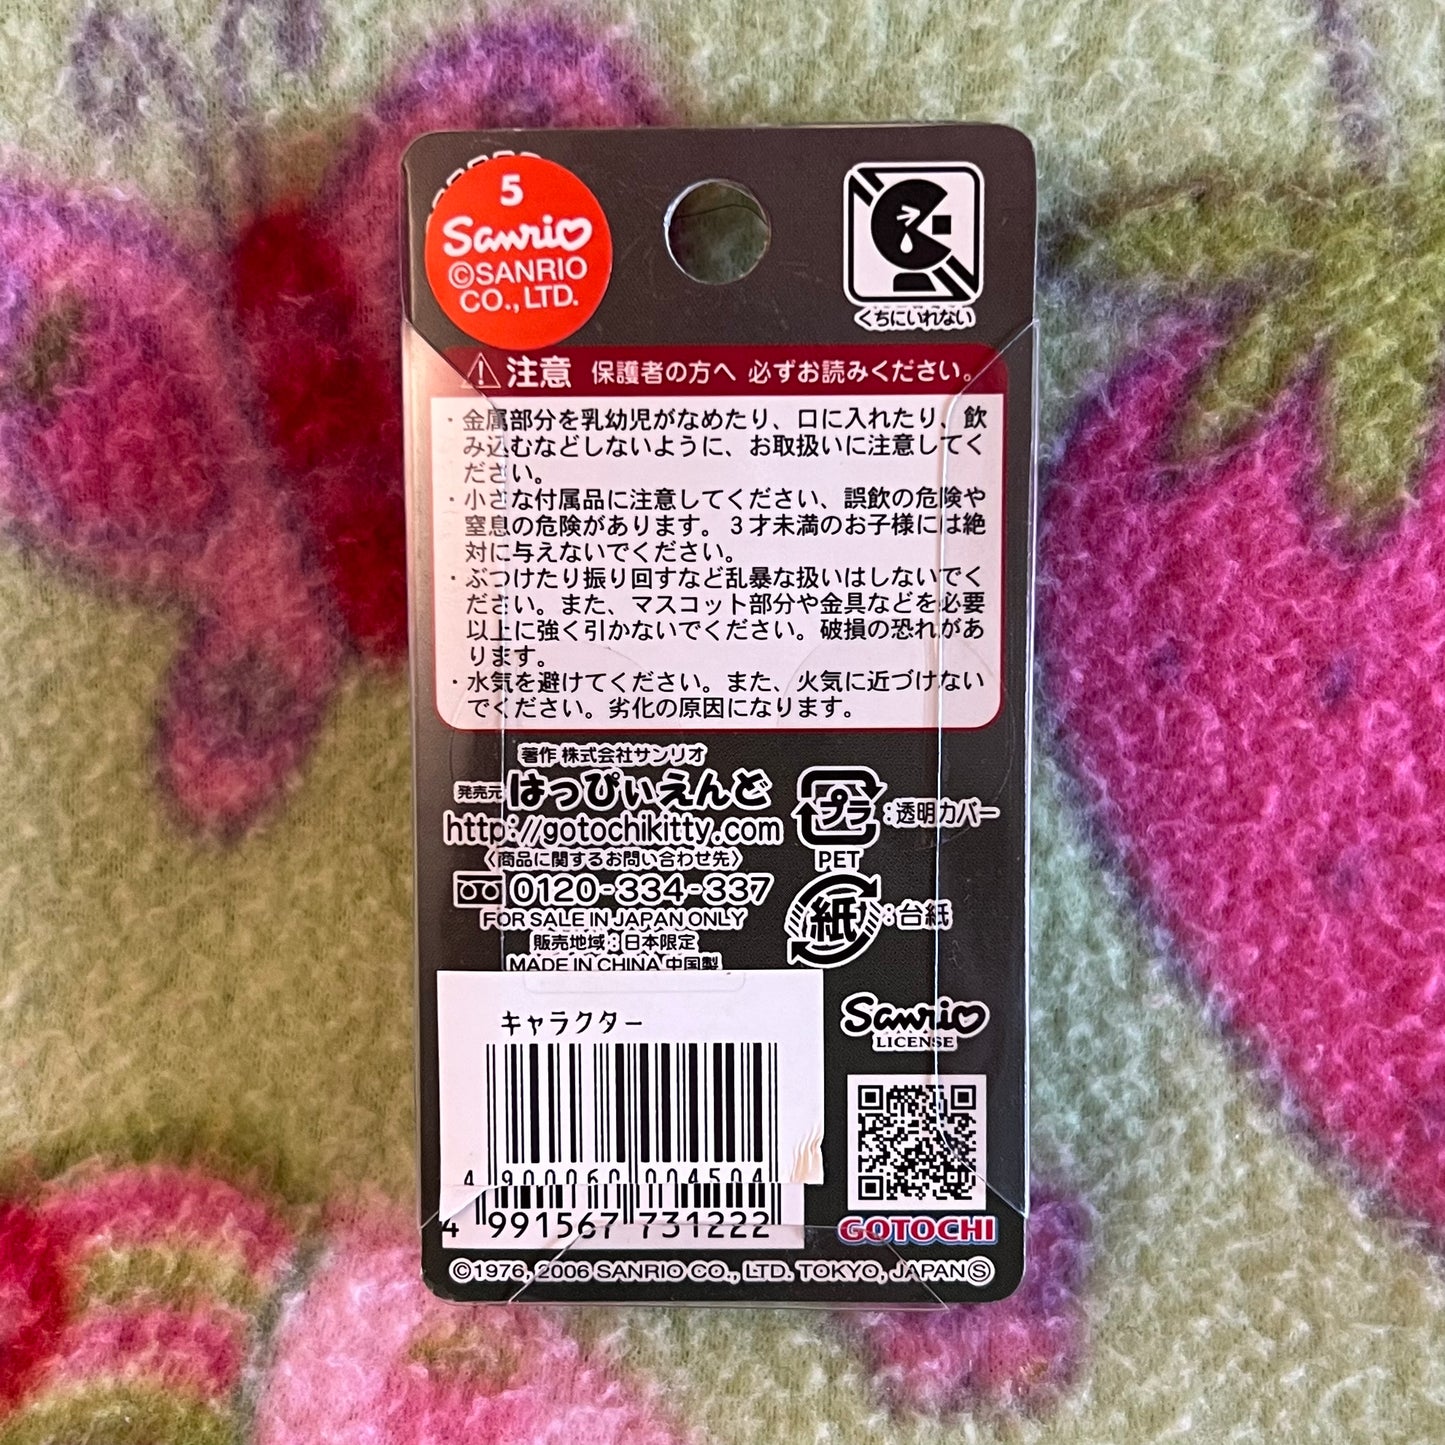 5
Sanrio
©SANRIO
CO., LTD.
くちにいれない
注意 保護者の方へ 必ずお読みください。
・金属部分を乳幼児がなめたり、口に入れたり、飲
み込むなどしないように、お取扱いに注意してく
ださい。
・小さな付属品に注意してください、誤飲の危険や
窒息の危険があります。3才未満のお子様には絶
対に与えないでください。
・ぶつけたり振り回すなど乱暴な扱いはしないでく
ださい。また、マスコット部分や金具などを必要
以上に強く引かないでください。破損の恐れがあ
ります。
・水気を避けてください。また、火気に近づけない
でください。劣化の原因になります。
著作 株式会社サンリオ
発売元 はっぴぃえんど
http://gotochikitty.com
〈商品に関するお問い合わせ先〉
0120-334-337
FOR SALE IN JAPAN ONLY
販売地域:日本限定
MADE IN CHINA 中国製
プラ :透明カバー
PET
紙 :台紙
Sanrio
LICENSE
キャラクター
4 900060 004504
4 991567 731222
GOTOCHI
©1976, 2006 SANRIO CO., LTD. TOKYO, JAPAN Ⓢ